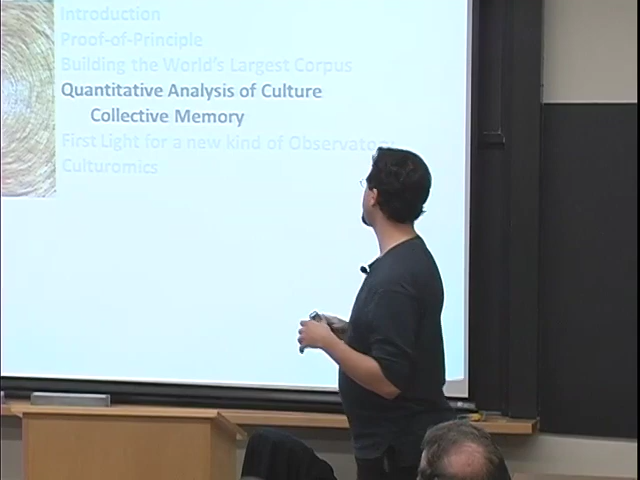 Introduction
Proof-of-Principle
Building the World's Largest Corpus
Quantitative Analysis of Culture
Collective Memory
First Light for a new kind of Observatory
Culturomics